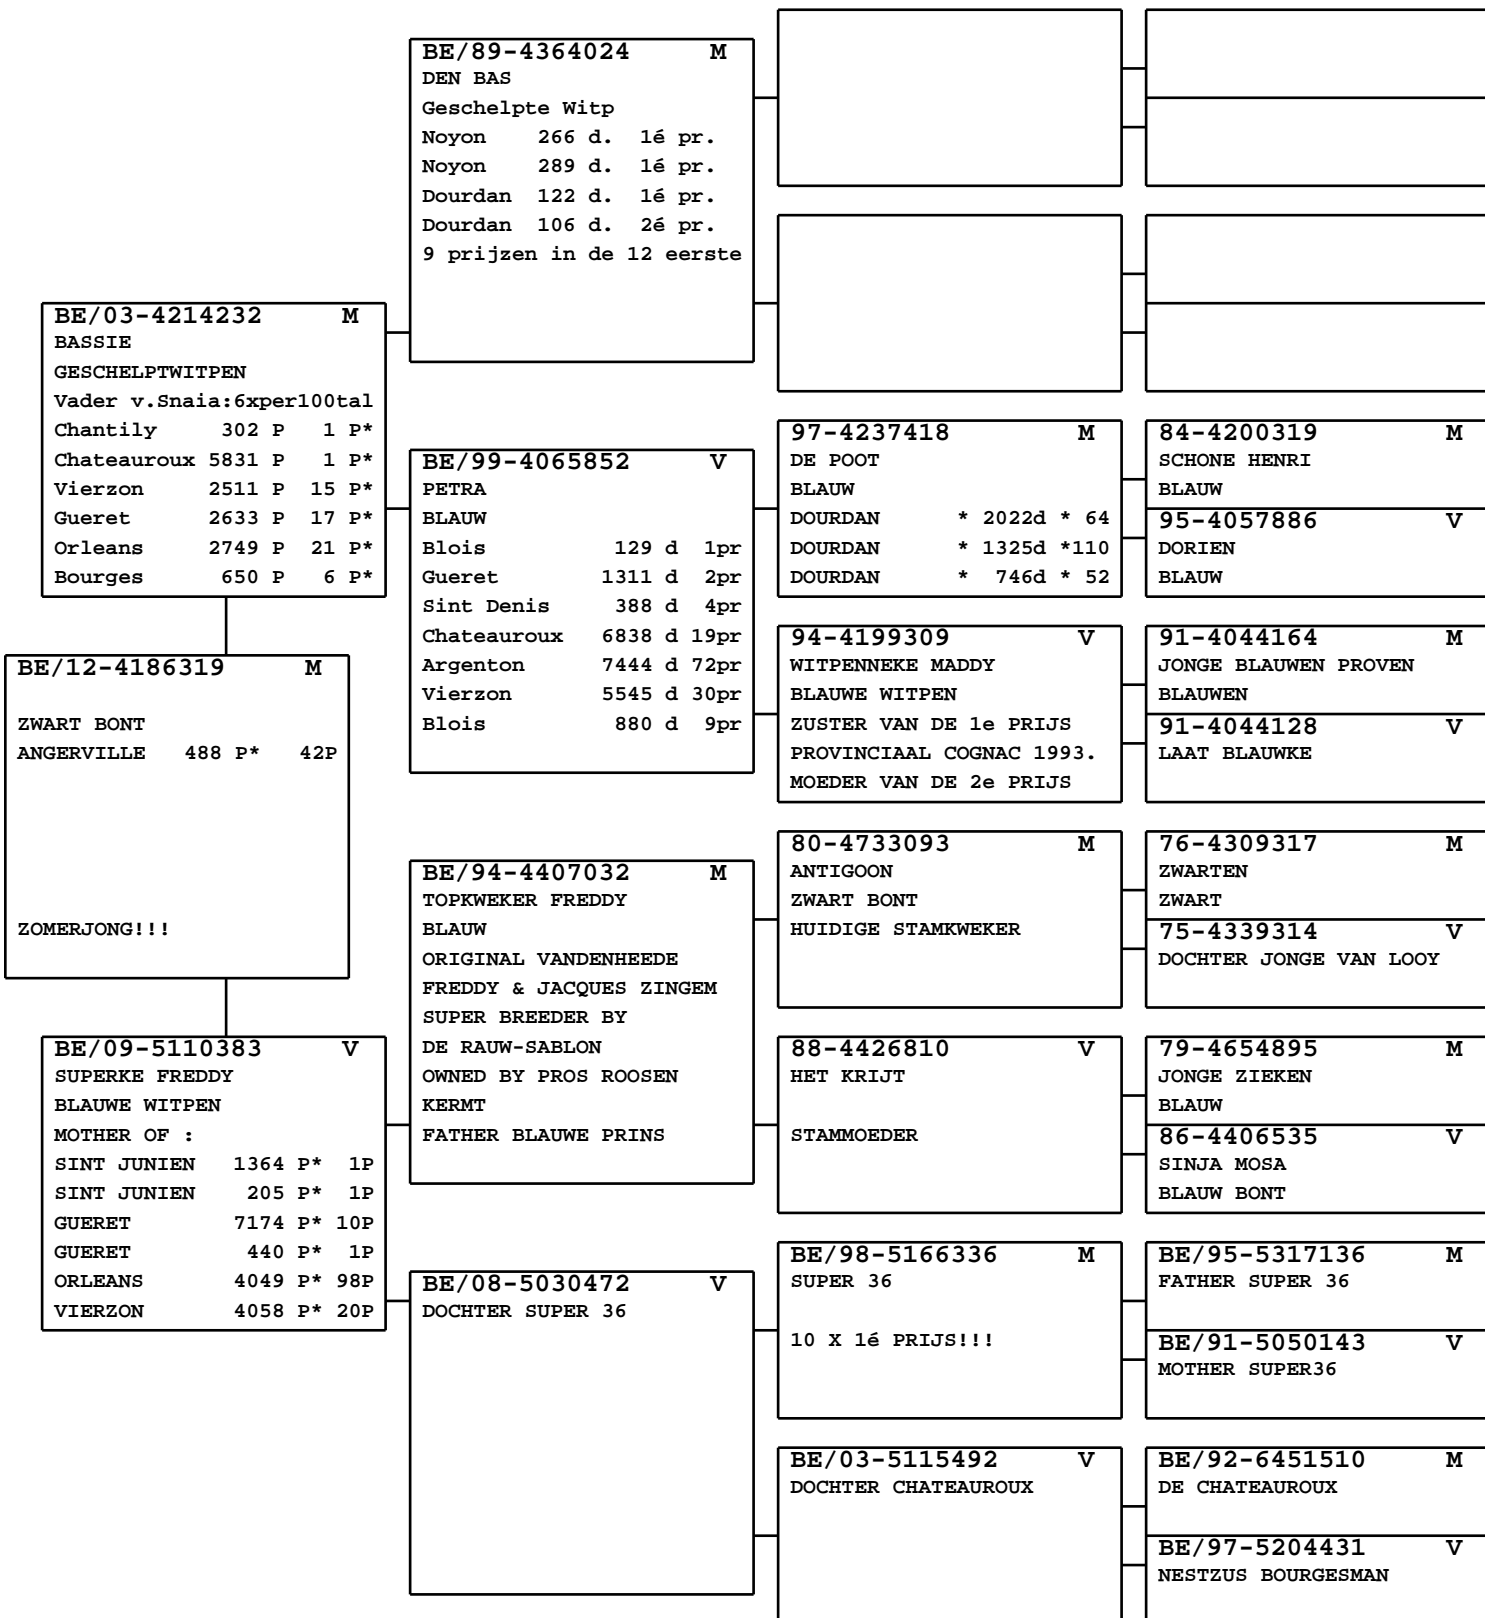 BE/89-4364024 M
DEN BAS
Geschelpte Witp
Noyon 266 d. 1é pr.
Noyon 289 d. 1é pr.
Dourdan 122 d. 1é pr.
Dourdan 106 d. 2é pr.
9 prijzen in de 12 eerste
BE/03-4214232 M
BASSIE
GESCHELPTWITPEN
Vader v.Snaia:6xper100tal
Chantily 302 P 1 P*
Chateauroux 5831 P 1 P*
Vierzon 2511 P 15 P*
Gueret 2633 P 17 P*
Orleans 2749 P 21 P*
Bourges 650 P 6 P*
BE/99-4065852 V
PETRA
BLAUW
Blois 129 d 1pr
Gueret 1311 d 2pr
Sint Denis 388 d 4pr
Chateauroux 6838 d 19pr
Argenton 7444 d 72pr
Vierzon 5545 d 30pr
Blois 880 d 9pr
97-4237418 M
DE POOT
BLAUW
DOURDAN * 2022d * 64
DOURDAN * 1325d *110
DOURDAN * 746d * 52
84-4200319 M
SCHONE HENRI
BLAUW
95-4057886 V
DORIEN
BLAUW
94-4199309 V
WITPENNEKE MADDY
BLAUWE WITPEN
ZUSTER VAN DE 1e PRIJS
PROVINCIAAL COGNAC 1993.
MOEDER VAN DE 2e PRIJS
91-4044164 M
JONGE BLAUWEN PROVEN
BLAUWEN
91-4044128 V
LAAT BLAUWKE
BE/12-4186319 M
ZWART BONT
ANGERVILLE 488 P* 42P
ZOMERJONG!!!
BE/94-4407032 M
TOPKWEKER FREDDY
BLAUW
ORIGINAL VANDENHEEDE
FREDDY & JACQUES ZINGEM
SUPER BREEDER BY
DE RAUW-SABLON
OWNED BY PROS ROOSEN
KERMT
FATHER BLAUWE PRINS
80-4733093 M
ANTIGOON
ZWART BONT
HUIDIGE STAMKWEKER
76-4309317 M
ZWARTEN
ZWART
75-4339314 V
DOCHTER JONGE VAN LOOY
88-4426810 V
HET KRIJT
STAMMOEDER
79-4654895 M
JONGE ZIEKEN
BLAUW
86-4406535 V
SINJA MOSA
BLAUW BONT
BE/09-5110383 V
SUPERKE FREDDY
BLAUWE WITPEN
MOTHER OF :
SINT JUNIEN 1364 P* 1P
SINT JUNIEN 205 P* 1P
GUERET 7174 P* 10P
GUERET 440 P* 1P
ORLEANS 4049 P* 98P
VIERZON 4058 P* 20P
BE/08-5030472 V
DOCHTER SUPER 36
BE/98-5166336 M
SUPER 36
10 X 1é PRIJS!!!
BE/95-5317136 M
FATHER SUPER 36
BE/91-5050143 V
MOTHER SUPER36
BE/03-5115492 V
DOCHTER CHATEAUROUX
BE/92-6451510 M
DE CHATEAUROUX
BE/97-5204431 V
NESTZUS BOURGESMAN